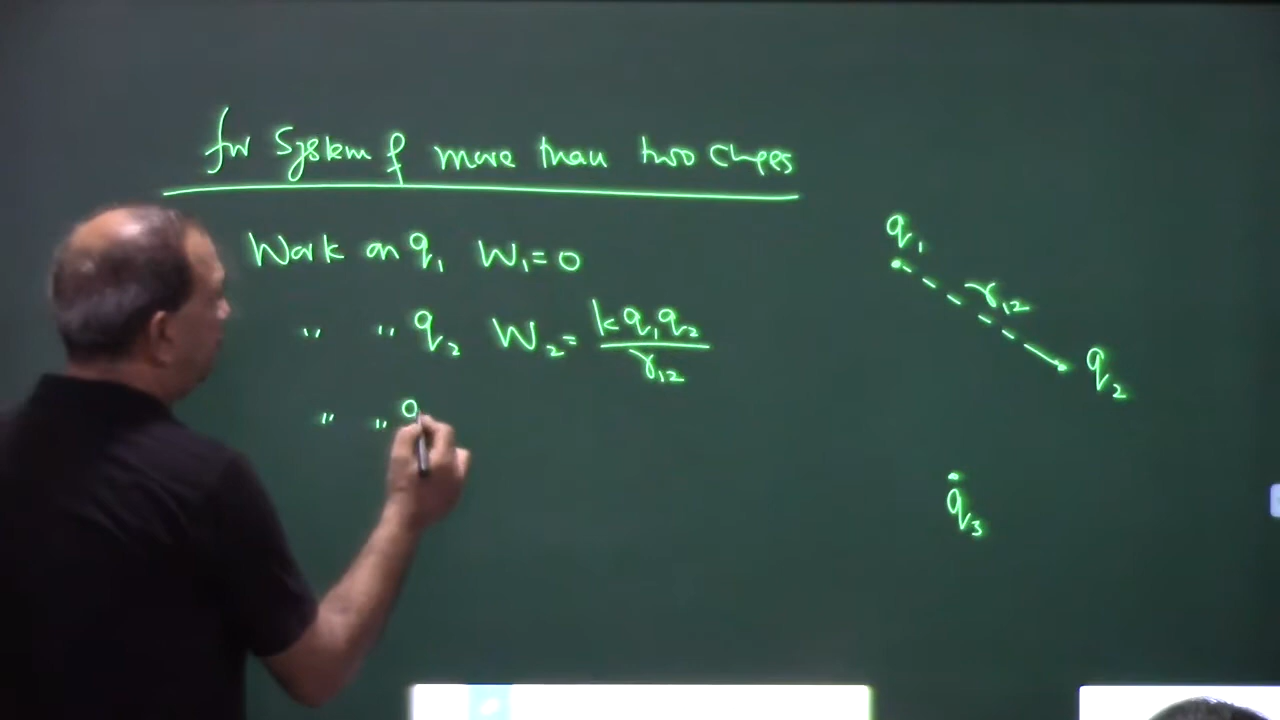 for System of more than two charges
Work on q₁ W₁ = 0
" " q₂ W₂ = kq₁q₂ / r₁₂
" " q
q₁
r₁₂
q₂
q₃